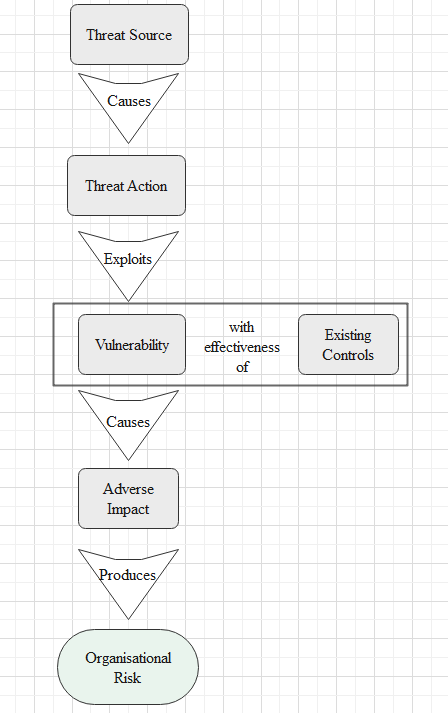 Threat Source
Causes
Threat Action
Exploits
Vulnerability
with
effectiveness
of
Existing
Controls
Causes
Adverse
Impact
Produces
Organisational
Risk